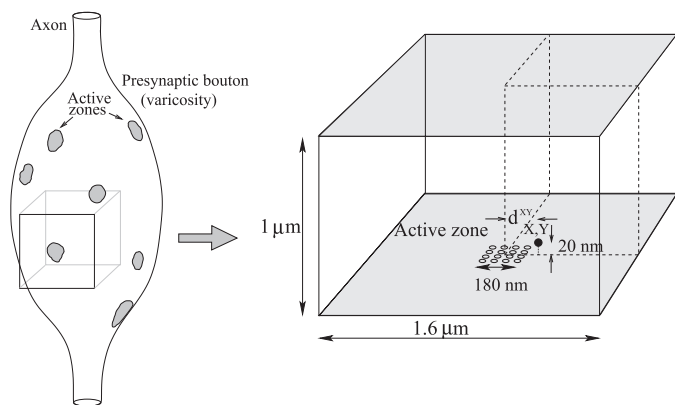 Axon
Presynaptic bouton
(varicosity)
Active
zones
1 μm
Active zone
d^XY
X,Y
20 nm
180 nm
1.6 μm